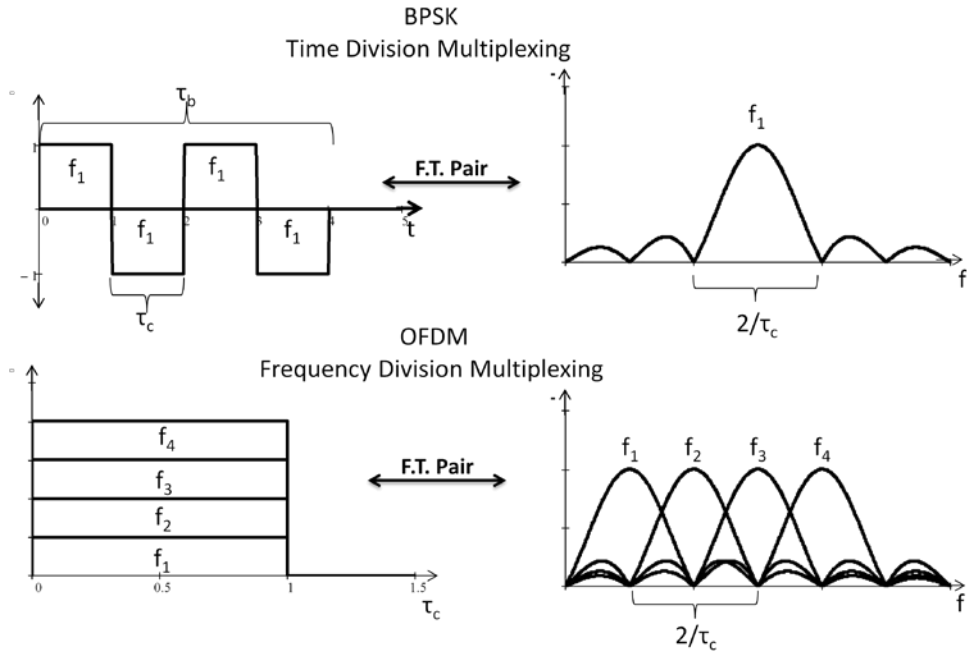 BPSK
Time Division Multiplexing
τb
f1
f1
f1
f1
1
-1
0
1
2
3
4
5
t
τc
F.T. Pair
f1
f
2/τc
OFDM
Frequency Division Multiplexing
f4
f3
f2
f1
0
0.5
1
1.5
τc
F.T. Pair
f1 f2 f3 f4
f
2/τc